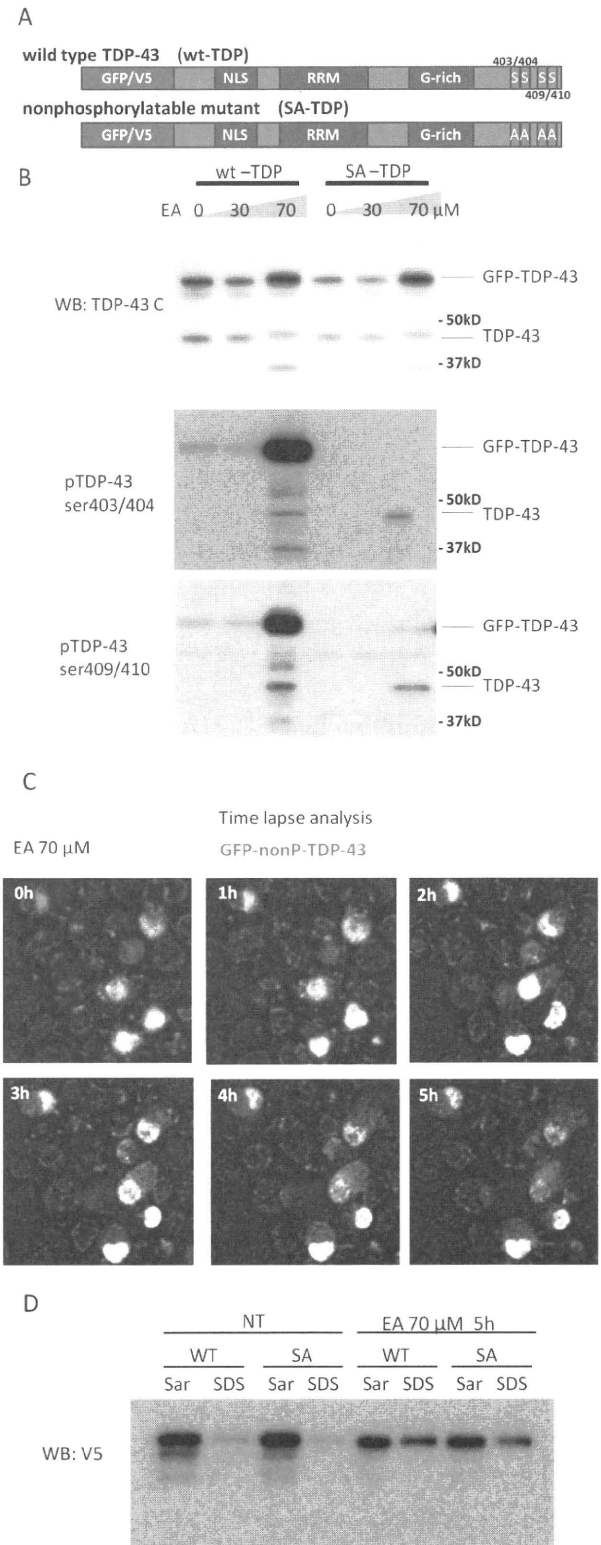 A
wild type TDP-43 (wt-TDP)
403/404
GFP/V5 NLS RRM G-rich S S S S
409/410
nonphosphorylatable mutant (SA-TDP)
GFP/V5 NLS RRM G-rich AA AA
B
wt –TDP SA –TDP
EA 0 30 70 0 30 70 µM
WB: TDP-43 C
GFP-TDP-43
- 50kD
TDP-43
- 37kD
pTDP-43
ser403/404
GFP-TDP-43
- 50kD
TDP-43
- 37kD
pTDP-43
ser409/410
GFP-TDP-43
- 50kD
TDP-43
- 37kD
C
Time lapse analysis
EA 70 µM GFP-nonP-TDP-43
0h 1h 2h
3h 4h 5h
D
NT EA 70 µM 5h
WT SA WT SA
Sar SDS Sar SDS Sar SDS Sar SDS
WB: V5